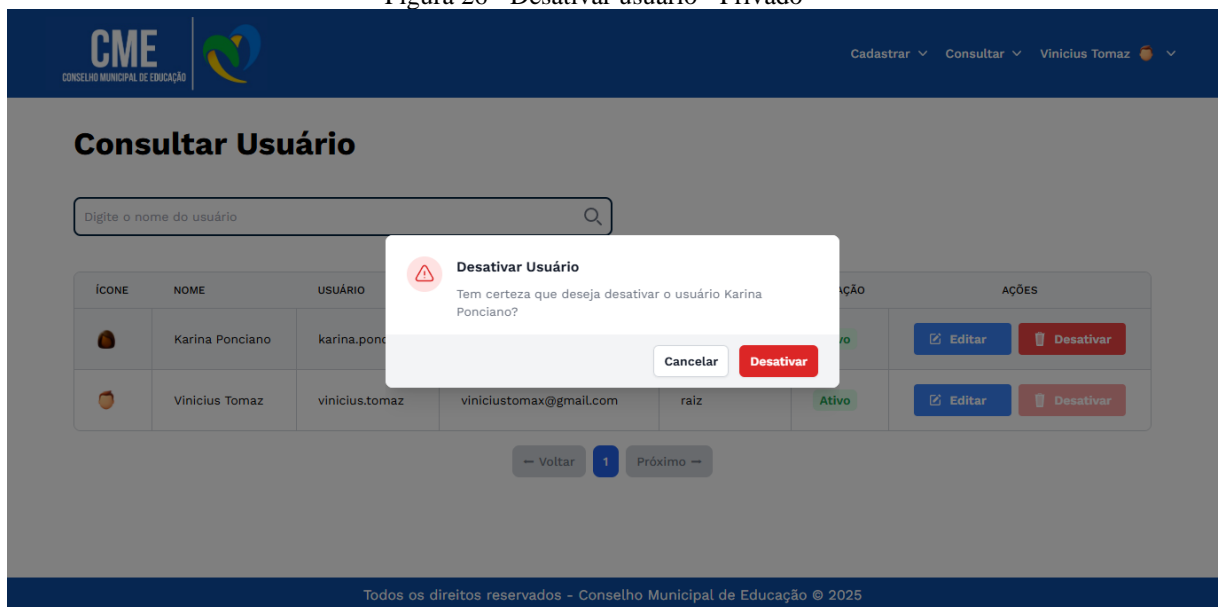 Figura 26 - Desativar usuário - Privado
CME
CONSELHO MUNICIPAL DE EDUCAÇÃO
Cadastrar Consultar Vinicius Tomaz
Consultar Usuário
Digite o nome do usuário
Desativar Usuário
Tem certeza que deseja desativar o usuário Karina
Ponciano?
Cancelar Desativar
ÍCONE NOME USUÁRIO AÇÕES
Karina Ponciano Editar Desativar
Vinicius Tomaz vinicius.tomaz viniciustomax@gmail.com raiz Ativo Editar Desativar
← Voltar 1 Próximo →
Todos os direitos reservados - Conselho Municipal de Educação © 2025